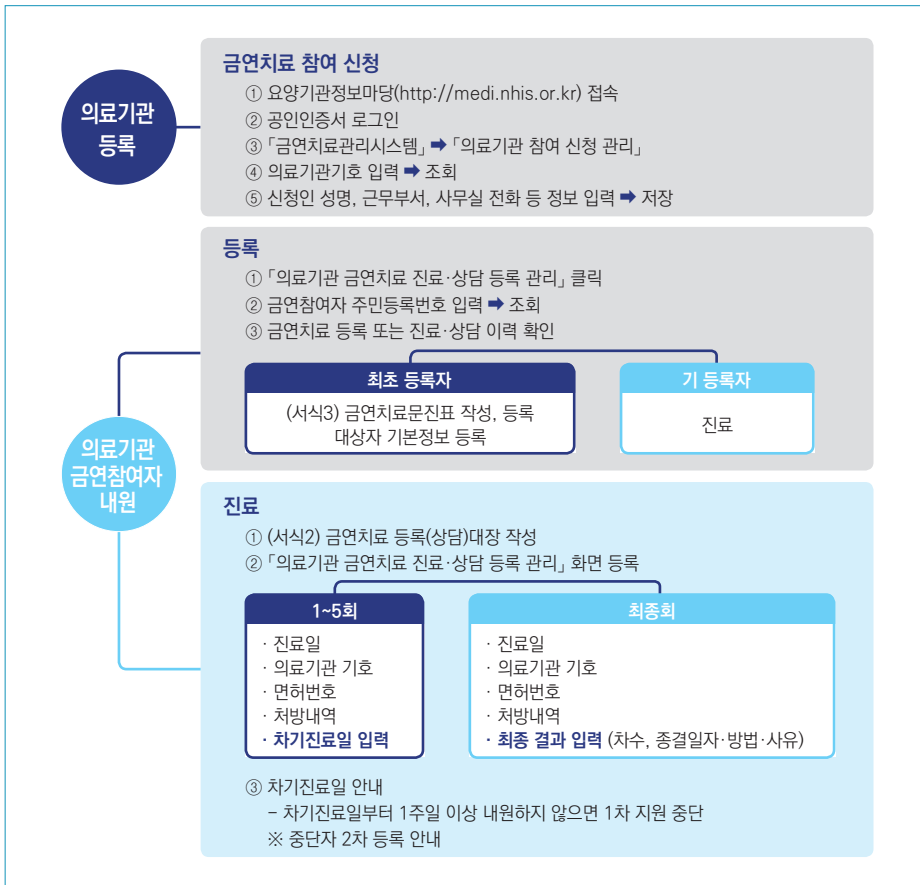 의료기관
등록
금연치료 참여 신청
① 요양기관정보마당(http://medi.nhis.or.kr) 접속
② 공인인증서 로그인
③ 「금연치료관리시스템」 ➡ 「의료기관 참여 신청 관리」
④ 의료기관기호 입력 ➡ 조회
⑤ 신청인 성명, 근무부서, 사무실 전화 등 정보 입력 ➡ 저장
의료기관
금연참여자
내원
등록
① 「의료기관 금연치료 진료·상담 등록 관리」 클릭
② 금연참여자 주민등록번호 입력 ➡ 조회
③ 금연치료 등록 또는 진료·상담 이력 확인
최초 등록자
(서식3) 금연치료문진표 작성, 등록
대상자 기본정보 등록
기 등록자
진료
진료
① (서식2) 금연치료 등록(상담)대장 작성
② 「의료기관 금연치료 진료·상담 등록 관리」 화면 등록
1~5회
· 진료일
· 의료기관 기호
· 면허번호
· 처방내역
· 차기진료일 입력
최종회
· 진료일
· 의료기관 기호
· 면허번호
· 처방내역
· 최종 결과 입력 (차수, 종결일자·방법·사유)
③ 차기진료일 안내
– 차기진료일부터 1주일 이상 내원하지 않으면 1차 지원 중단
※ 중단자 2차 등록 안내